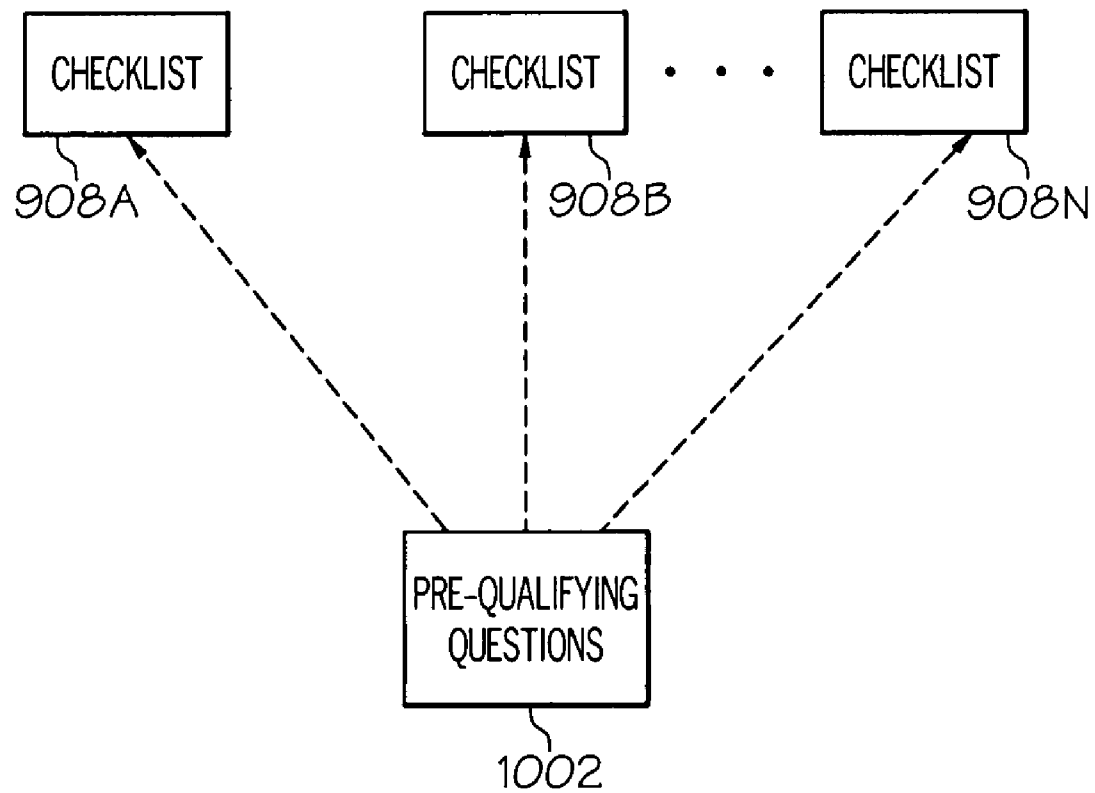 CHECKLIST
CHECKLIST
• • •
CHECKLIST
908A
908B
908N
PRE-QUALIFYING
QUESTIONS
1002